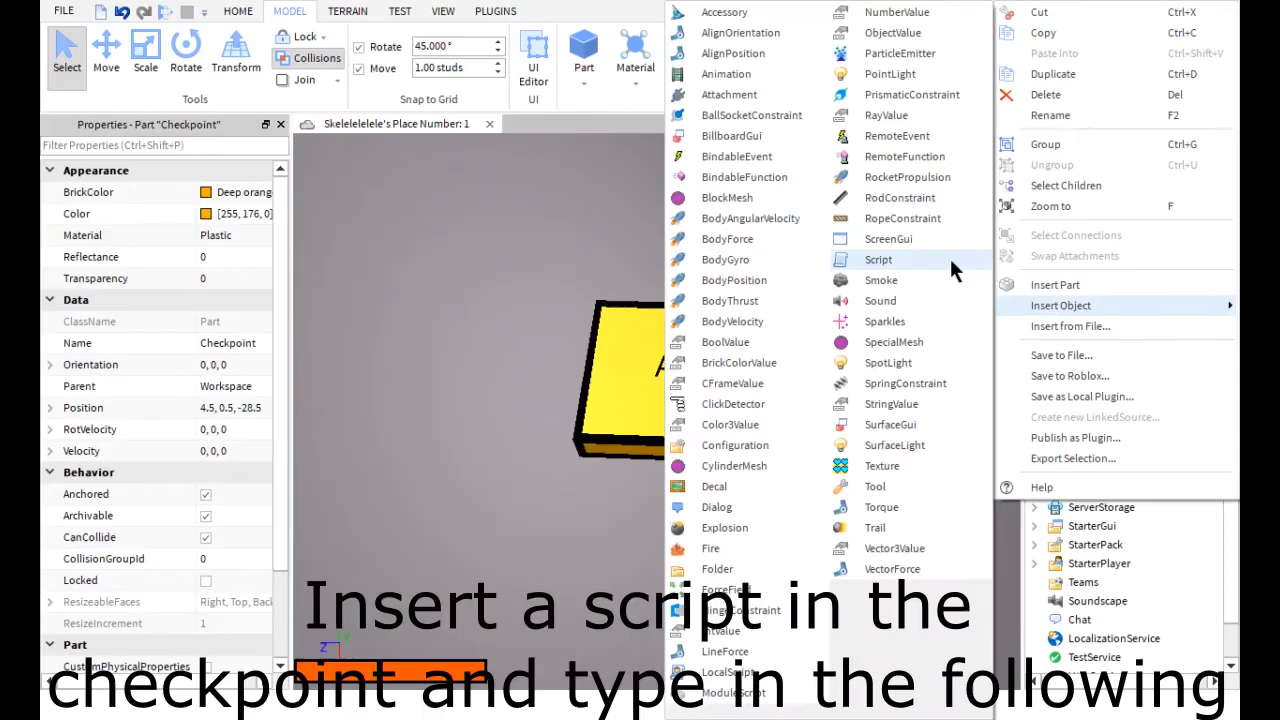 FILE
HOME
MODEL
TERRAIN
TEST
VIEW
PLUGINS
Select
Move
Scale
Rotate
Transform
Tools
Lock
Collisions
Join
Rotate
45.000 °
Move
1.00 studs
Snap to Grid
UI
Editor
UI
Part
Material
Properties - Part "Checkpoint"
Filter Properties (Ctrl+Shift+P)
Appearance
BrickColor Deep orang
Color [255, 176, 0]
Material Plastic
Reflectance 0
Transparency 0
Data
ClassName Part
Name Checkpoint
Orientation 0, 0, 0
Parent Workspace
Position 4.5, 0.5, -28.5
RotVelocity 0, 0, 0
Velocity 0, 0, 0
Behavior
Anchored
Archivable
CanCollide
CollisionGroupId 0
Locked
ResizeableFaces Right, Top, Back
ResizeIncrement 1
Part
CustomPhysicalProperties
Skelelelelele's Place Number: 1
Z
Y
Accessory
AlignOrientation
AlignPosition
Animation
Attachment
BallSocketConstraint
BillboardGui
BindableEvent
BindableFunction
BlockMesh
BodyAngularVelocity
BodyForce
BodyGyro
BodyPosition
BodyThrust
BodyVelocity
BoolValue
BrickColorValue
CFrameValue
ClickDetector
Color3Value
Configuration
CylinderMesh
Decal
Dialog
Explosion
Fire
Folder
ForceField
HingeConstraint
IntValue
LineForce
LocalScript
ModuleScript
NumberValue
ObjectValue
ParticleEmitter
PointLight
PrismaticConstraint
RayValue
RemoteEvent
RemoteFunction
RocketPropulsion
RodConstraint
RopeConstraint
ScreenGui
Script
Smoke
Sound
Sparkles
SpecialMesh
SpotLight
SpringConstraint
StringValue
SurfaceGui
SurfaceLight
Texture
Tool
Torque
Trail
Vector3Value
VectorForce
Cut Ctrl+X
Copy Ctrl+C
Paste Into Ctrl+Shift+V
Duplicate Ctrl+D
Delete Del
Rename F2
Group Ctrl+G
Ungroup Ctrl+U
Select Children
Zoom to F
Select Connections
Swap Attachments
Insert Part
Insert Object
Insert from File...
Save to File...
Save to Roblox...
Save as Local Plugin...
Create new LinkedSource...
Publish as Plugin...
Export Selection...
Help
ServerStorage
StarterGui
StarterPack
StarterPlayer
Teams
Soundscape
Chat
LocalizationService
TestService
Insert a script in the
checkpoint and type in the following